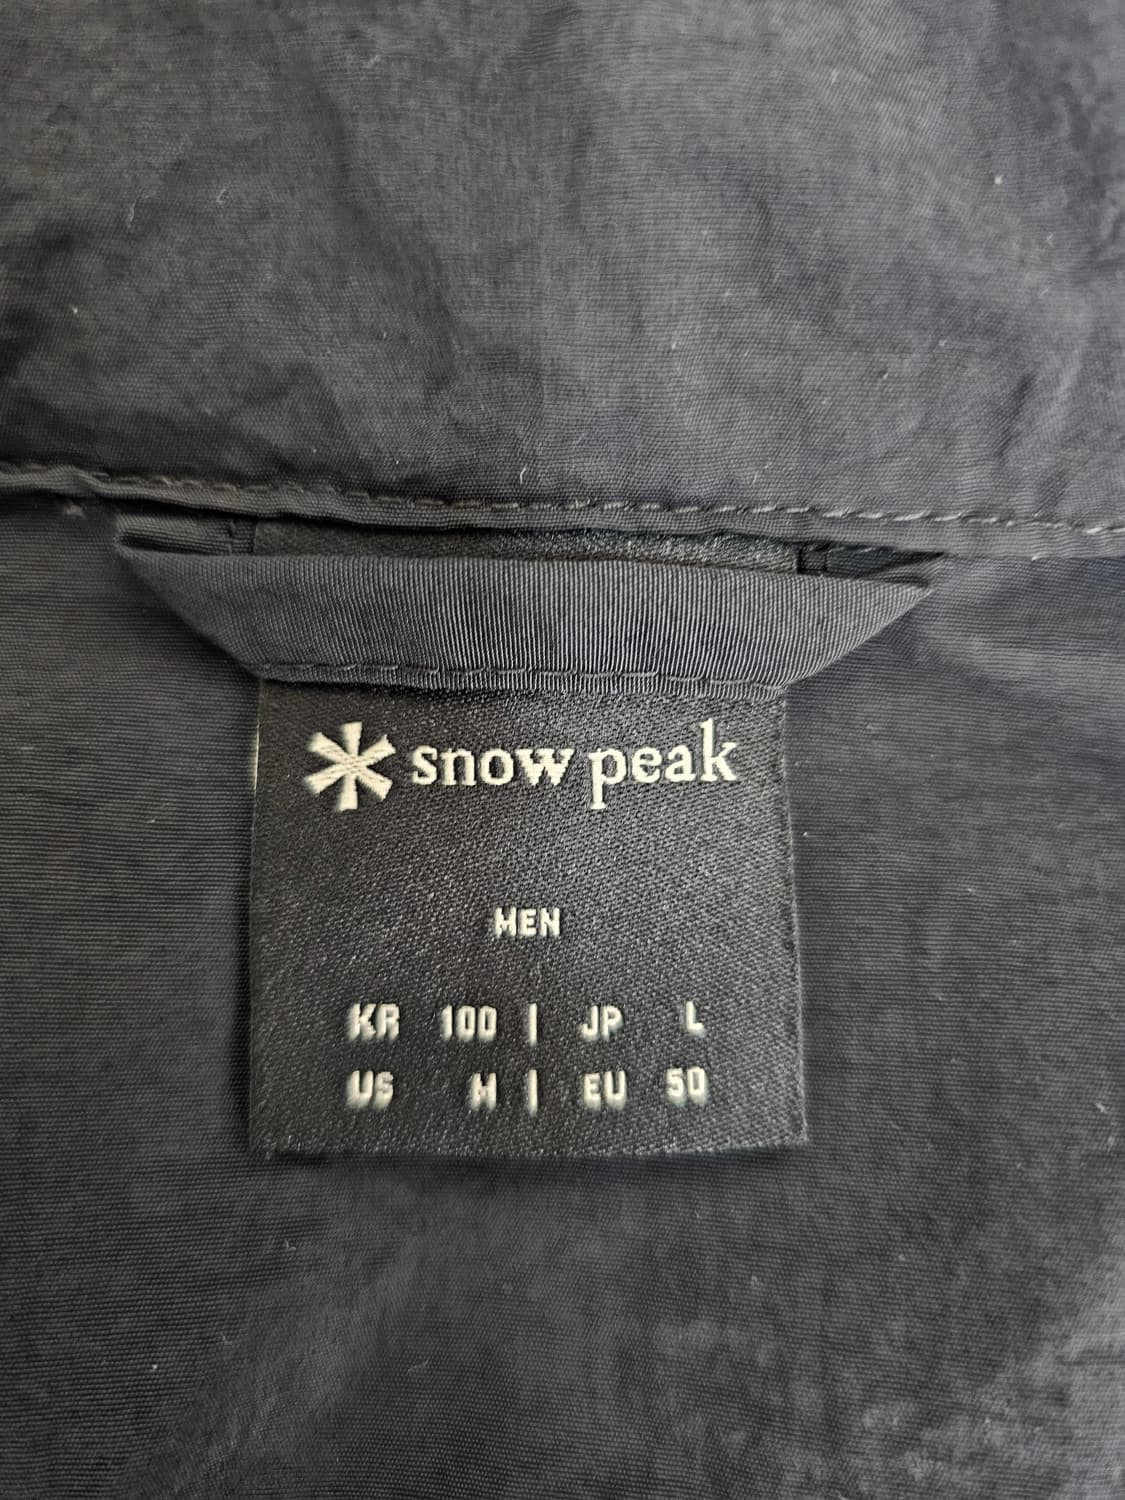 snow peak
MEN
KR 100 | JP L
US M | EU 50